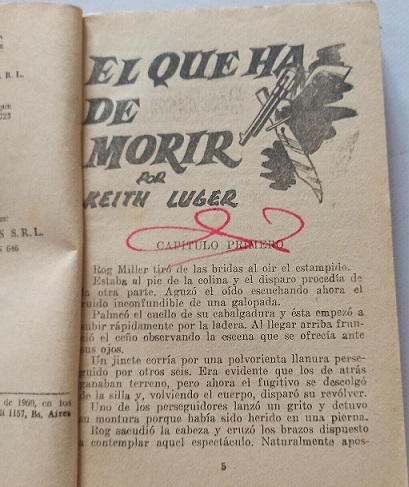 S. R. L.
QUE
S S. R. L.
646
de 1960, en los
li 1157, Bs. Aires
EL QUE HA
DE
MORIR
POR
KEITH LUGER
CAPITULO PRIMERO
Rog Miller tiró de las bridas al oir el estampido.
Estaba al pie de la colina y el disparo procedía de
la otra parte. Aguzó el oído escuchando ahora el
ruido inconfundible de una galopada.
Palmeó el cuello de su cabalgadura y ésta empezó a
subir rápidamente por la ladera. Al llegar arriba frun-
ió el ceño observando la escena que se ofrecía ante
sus ojos.
Un jinete corría por una polvorienta llanura perse-
guido por otros seis. Era evidente que los de atrás
ganaban terreno, pero ahora el fugitivo se descolgó
de la silla y, volviendo el cuerpo, disparó su revólver.
Uno de los perseguidores lanzó un grito y detuvo
su montura porque había sido herido en una pierna.
Rog sacudió la cabeza y cruzó los brazos dispuesto
a contemplar aquel espectáculo. Naturalmente apos-
5